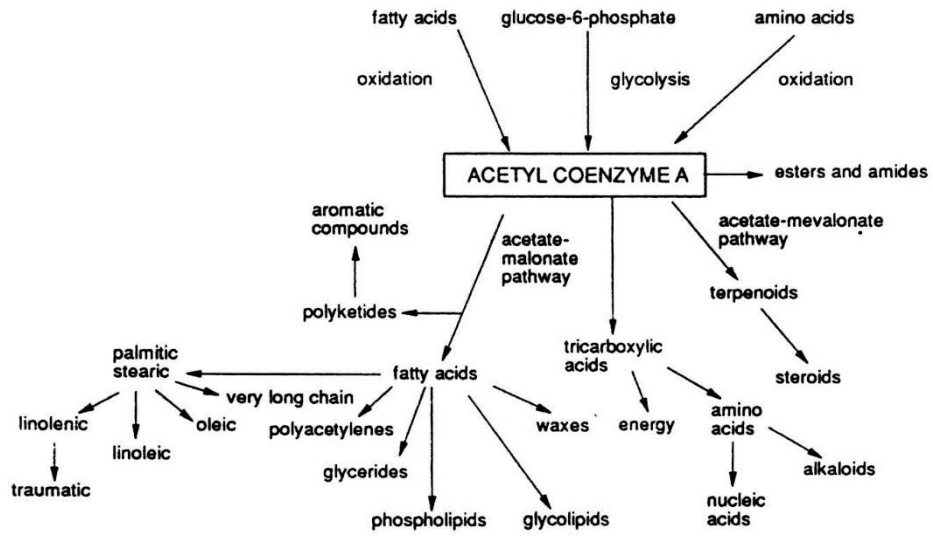 fatty acids
glucose-6-phosphate
amino acids
oxidation
glycolysis
oxidation
ACETYL COENZYME A
esters and amides
aromatic
compounds
acetate-
malonate
pathway
acetate-mevalonate
pathway
polyketides
terpenoids
palmitic
stearic
fatty acids
tricarboxylic
acids
steroids
linolenic
linoleic
oleic
very long chain
polyacetylenes
waxes
energy
amino
acids
traumatic
glycerides
alkaloids
phospholipids
glycolipids
nucleic
acids